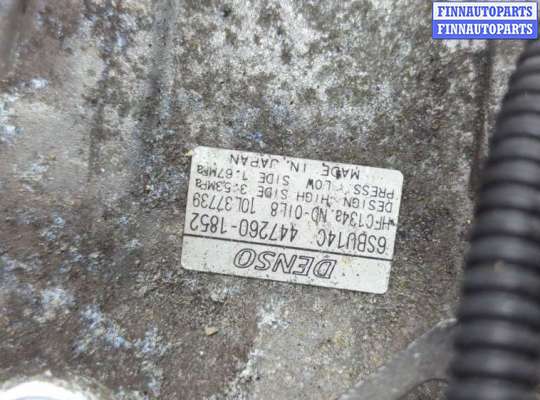 FINNAUTOPARTS
FINNAUTOPARTS
DENSO
6SBU14C 447260-1852
HFC134a ND-OIL8 10L37739
DESIGN HIGH SIDE 3.53MPa
PRESS LOW SIDE 1.67MPa
MADE IN JAPAN